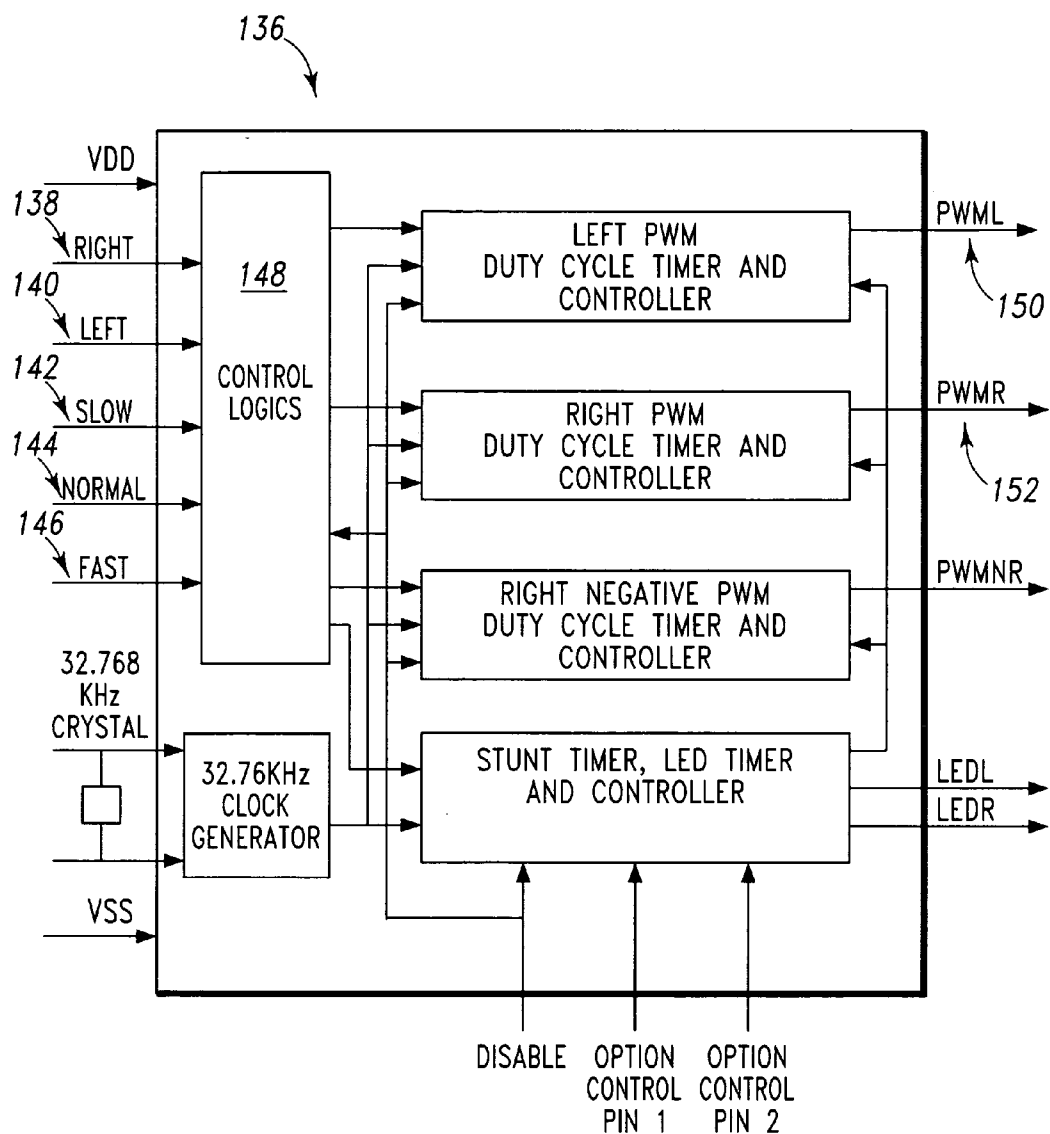 136
VDD
138
RIGHT
140
LEFT
142
SLOW
144
NORMAL
146
FAST
148
CONTROL
LOGICS
LEFT PWM
DUTY CYCLE TIMER AND
CONTROLLER
PWML
150
RIGHT PWM
DUTY CYCLE TIMER AND
CONTROLLER
PWMR
152
RIGHT NEGATIVE PWM
DUTY CYCLE TIMER AND
CONTROLLER
PWMNR
32.768
KHz
CRYSTAL
32.76KHz
CLOCK
GENERATOR
STUNT TIMER, LED TIMER
AND CONTROLLER
LEDL
LEDR
VSS
DISABLE
OPTION
CONTROL
PIN 1
OPTION
CONTROL
PIN 2